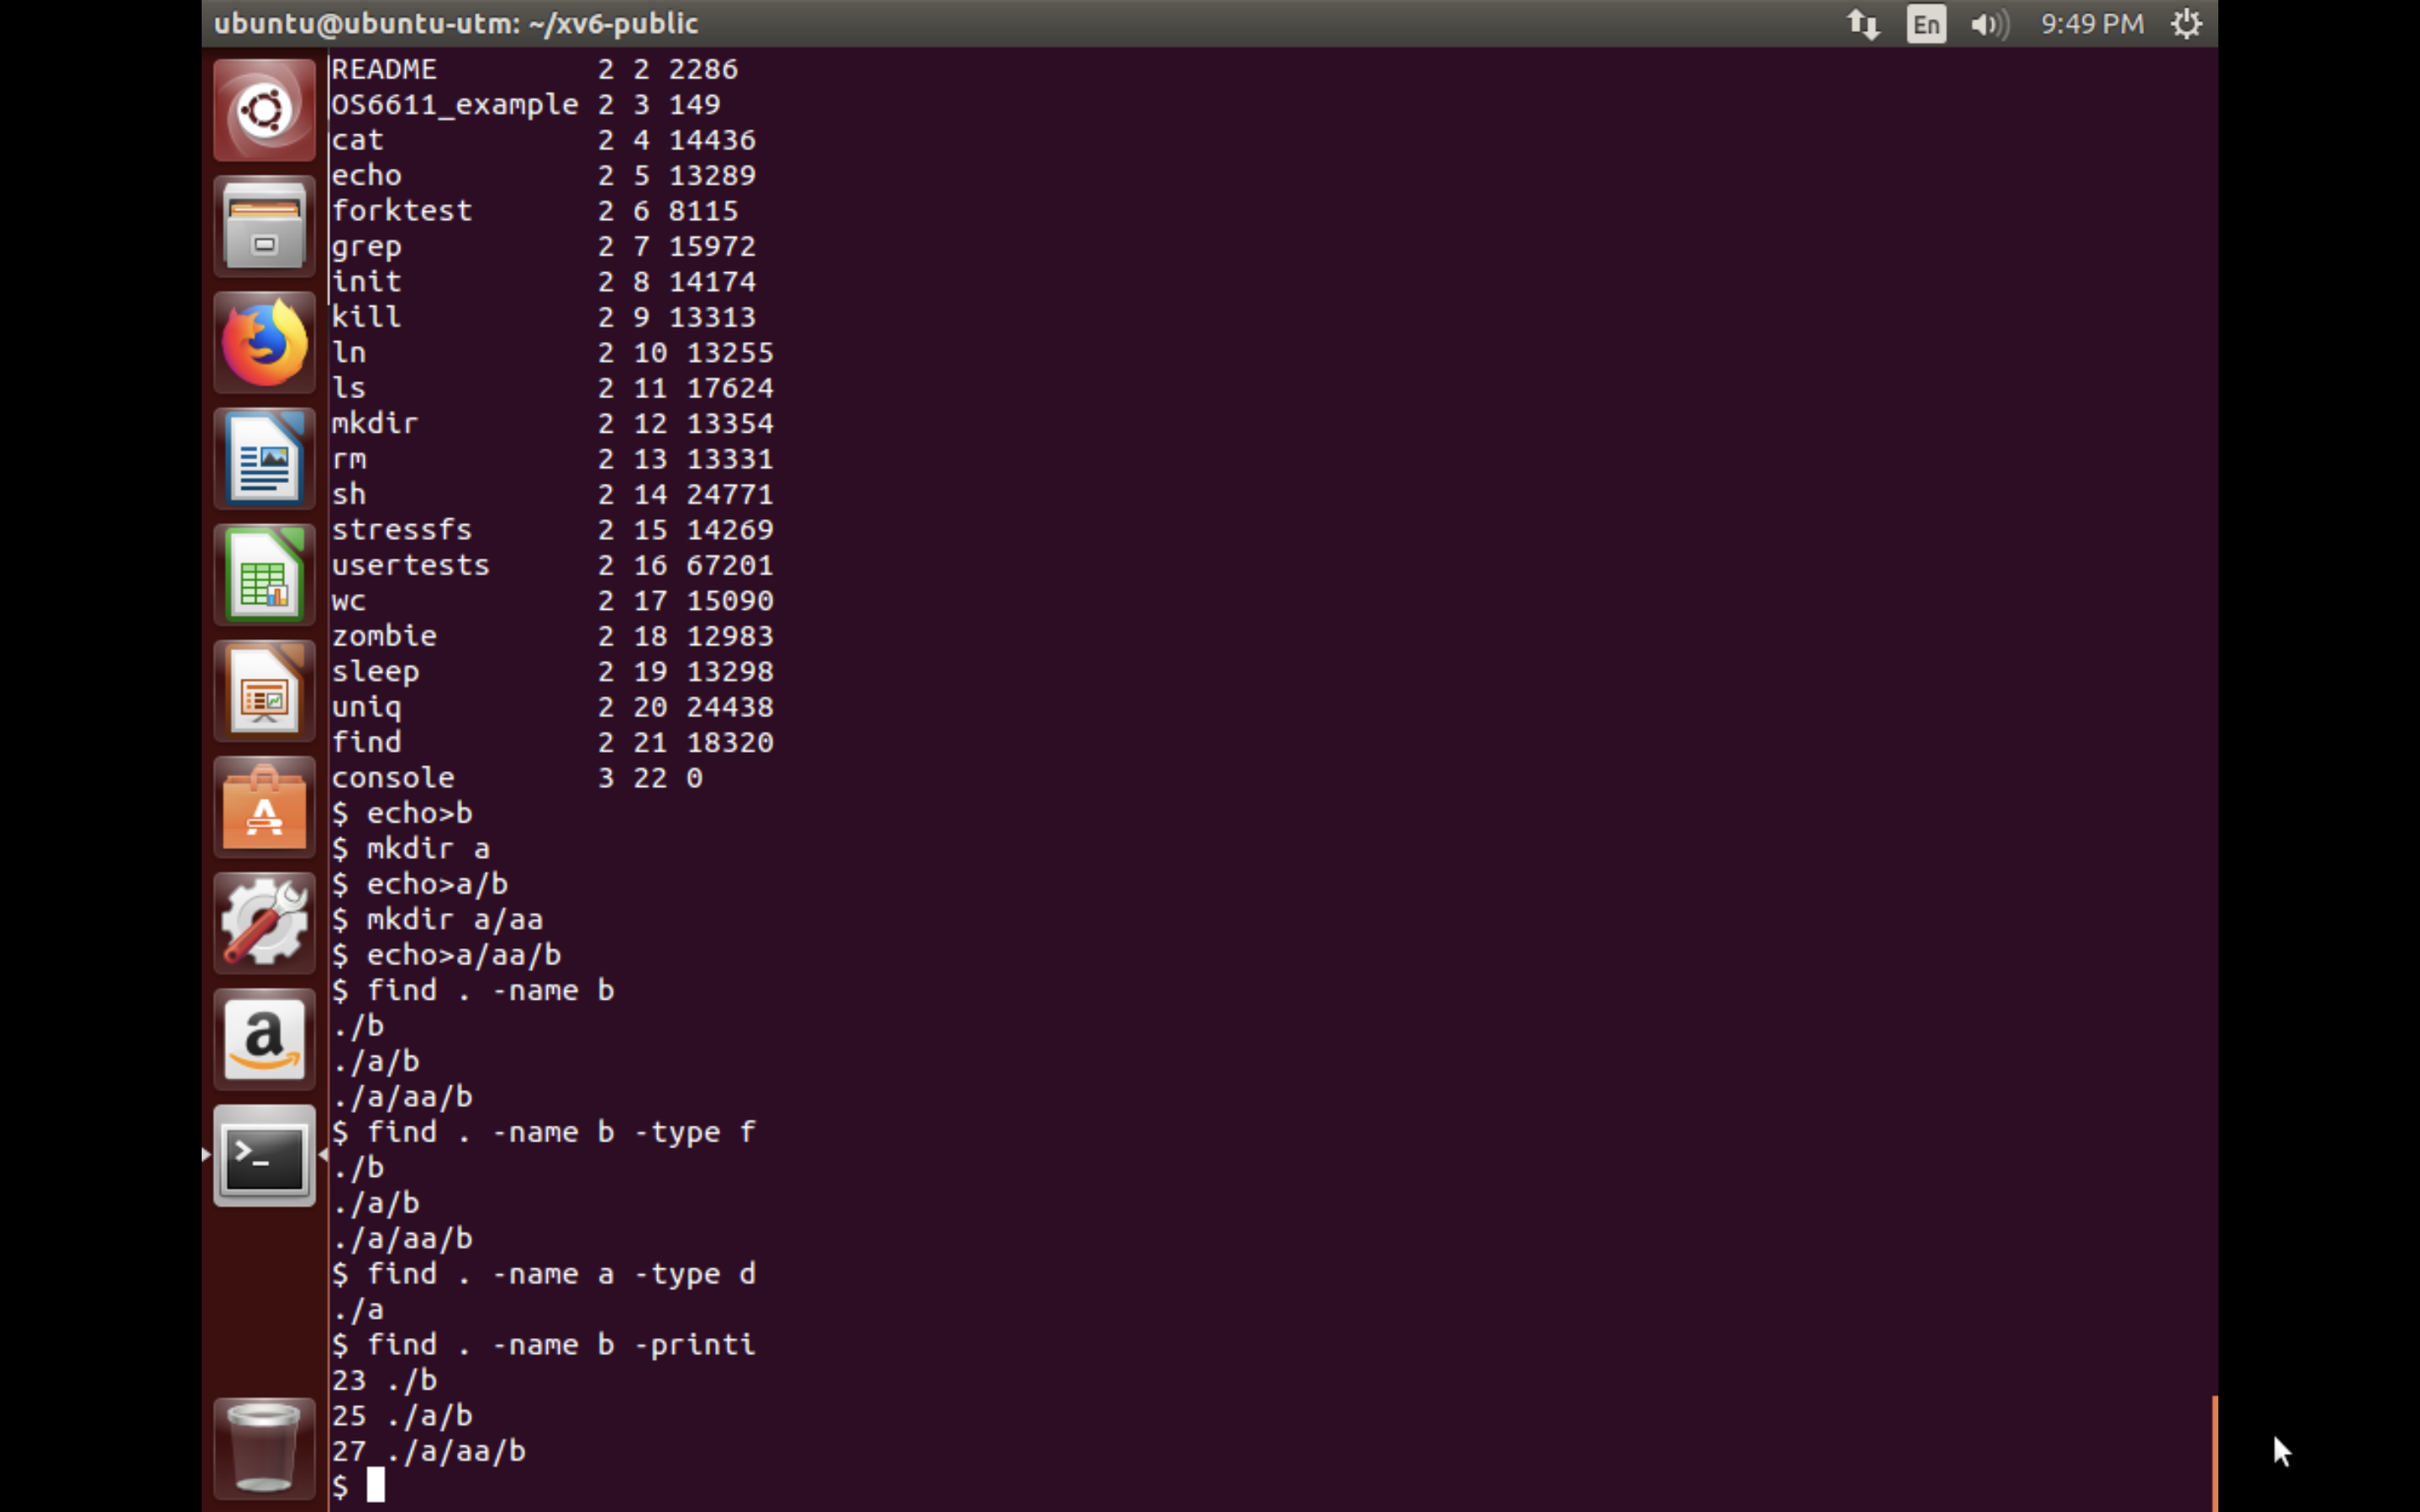 ubuntu@ubuntu-utm: ~/xv6-public En 9:49 PM
README         2 2 2286
OS6611_example 2 3 149
cat            2 4 14436
echo           2 5 13289
forktest       2 6 8115
grep           2 7 15972
init           2 8 14174
kill           2 9 13313
ln             2 10 13255
ls             2 11 17624
mkdir          2 12 13354
rm             2 13 13331
sh             2 14 24771
stressfs       2 15 14269
usertests      2 16 67201
wc             2 17 15090
zombie         2 18 12983
sleep          2 19 13298
uniq           2 20 24438
find           2 21 18320
console        3 22 0
$ echo>b
$ mkdir a
$ echo>a/b
$ mkdir a/aa
$ echo>a/aa/b
$ find . -name b
./b
./a/b
./a/aa/b
$ find . -name b -type f
./b
./a/b
./a/aa/b
$ find . -name a -type d
./a
$ find . -name b -printi
23 ./b
25 ./a/b
27 ./a/aa/b
$